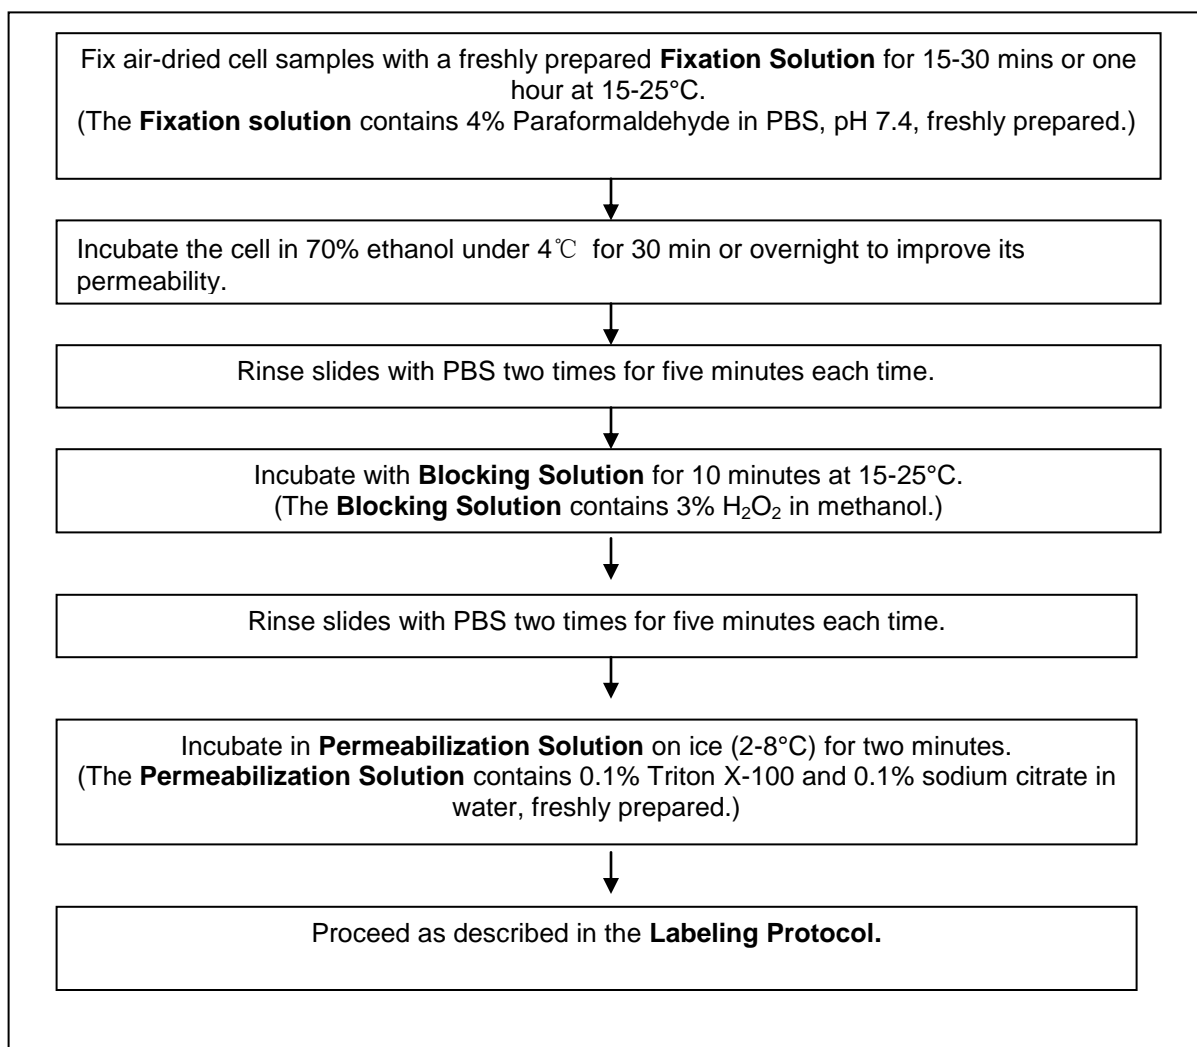 Fix air-dried cell samples with a freshly prepared Fixation Solution for 15-30 mins or one
hour at 15-25°C.
(The Fixation solution contains 4% Paraformaldehyde in PBS, pH 7.4, freshly prepared.)
Incubate the cell in 70% ethanol under 4℃ for 30 min or overnight to improve its
permeability.
Rinse slides with PBS two times for five minutes each time.
Incubate with Blocking Solution for 10 minutes at 15-25°C.
(The Blocking Solution contains 3% H₂O₂ in methanol.)
Rinse slides with PBS two times for five minutes each time.
Incubate in Permeabilization Solution on ice (2-8°C) for two minutes.
(The Permeabilization Solution contains 0.1% Triton X-100 and 0.1% sodium citrate in
water, freshly prepared.)
Proceed as described in the Labeling Protocol.